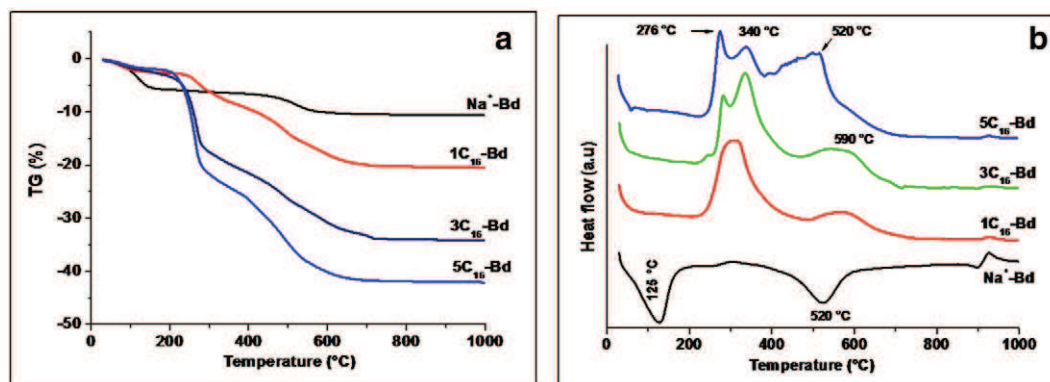 a
0
-10
-20
-30
-40
-50
TG (%)
Na⁺-Bd
1C₁₆-Bd
3C₁₆-Bd
5C₁₆-Bd
0 200 400 600 800 1000
Temperature (°C)
b
276 °C 340 °C 520 °C
5C₁₆-Bd
590 °C
3C₁₆-Bd
1C₁₆-Bd
Na⁺-Bd
125 °C
520 °C
Heat flow (a.u)
0 200 400 600 800 1000
Temperature (°C)